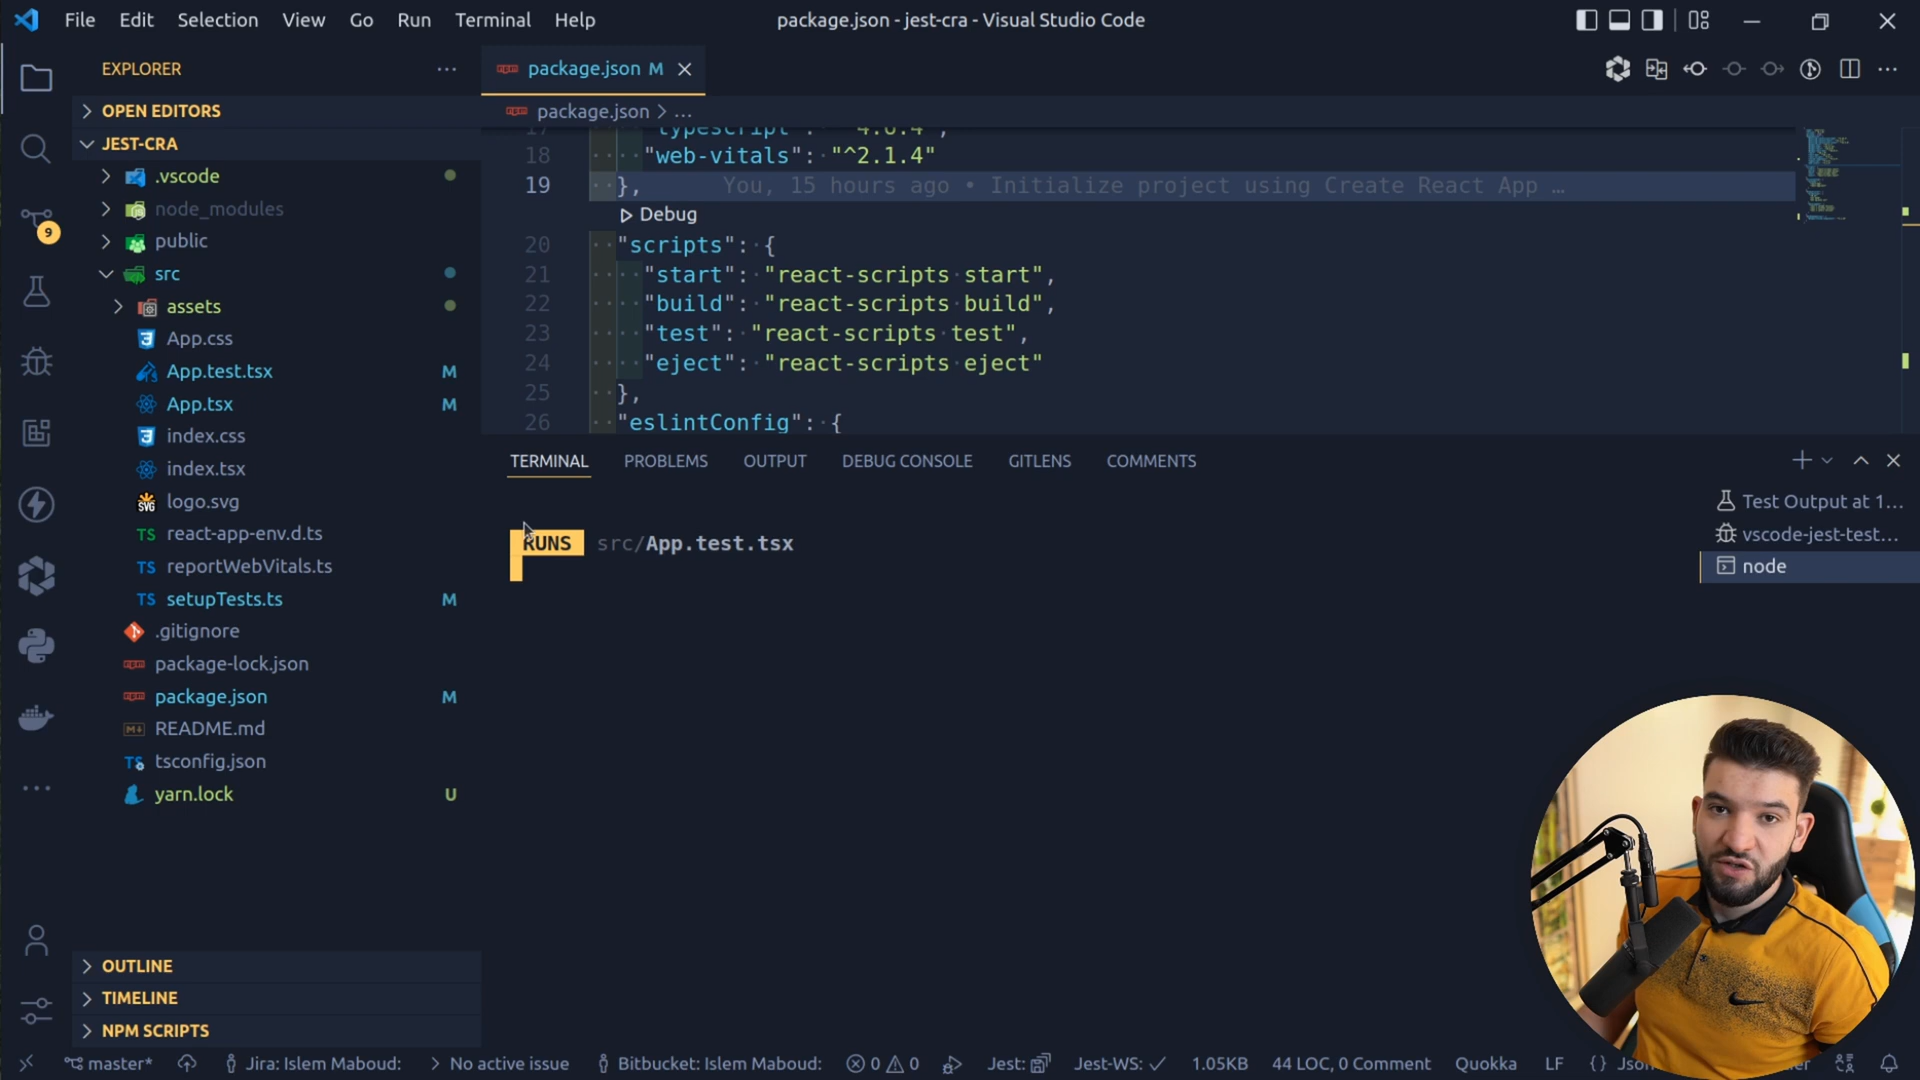 File Edit Selection View Go Run Terminal Help
package.json - jest-cra - Visual Studio Code
EXPLORER
OPEN EDITORS
JEST-CRA
.vscode
node_modules
public
src
assets
App.css
App.test.tsx M
App.tsx M
index.css
index.tsx
logo.svg
react-app-env.d.ts
reportWebVitals.ts
setupTests.ts M
.gitignore
package-lock.json
package.json M
README.md
tsconfig.json
yarn.lock U
OUTLINE
TIMELINE
NPM SCRIPTS
9
package.json M
package.json > ...
18 "web-vitals": "^2.1.4"
19 }, You, 15 hours ago • Initialize project using Create React App …
Debug
20 "scripts": {
21 "start": "react-scripts start",
22 "build": "react-scripts build",
23 "test": "react-scripts test",
24 "eject": "react-scripts eject"
25 },
26 "eslintConfig": {
TERMINAL PROBLEMS OUTPUT DEBUG CONSOLE GITLENS COMMENTS
RUNS src/App.test.tsx
Test Output at 1...
vscode-jest-test...
node
master* Jira: Islem Maboud: No active issue Bitbucket: Islem Maboud: 0 0 Jest: Jest-WS: 1.05KB 44 LOC, 0 Comment Quokka LF {}